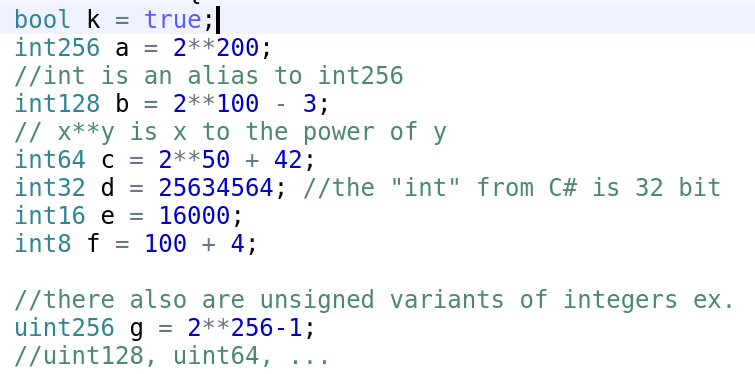 bool k = true;
int256 a = 2**200;
//int is an alias to int256
int128 b = 2**100 - 3;
// x**y is x to the power of y
int64 c = 2**50 + 42;
int32 d = 25634564; //the "int" from C# is 32 bit
int16 e = 16000;
int8 f = 100 + 4;
//there also are unsigned variants of integers ex.
uint256 g = 2**256-1;
//uint128, uint64, ...